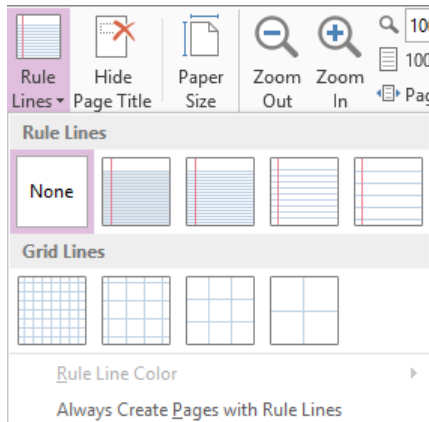 Rule Lines
Hide Page Title
Paper Size
Zoom Out
Zoom In
Rule Lines
None
Grid Lines
Rule Line Color
Always Create Pages with Rule Lines